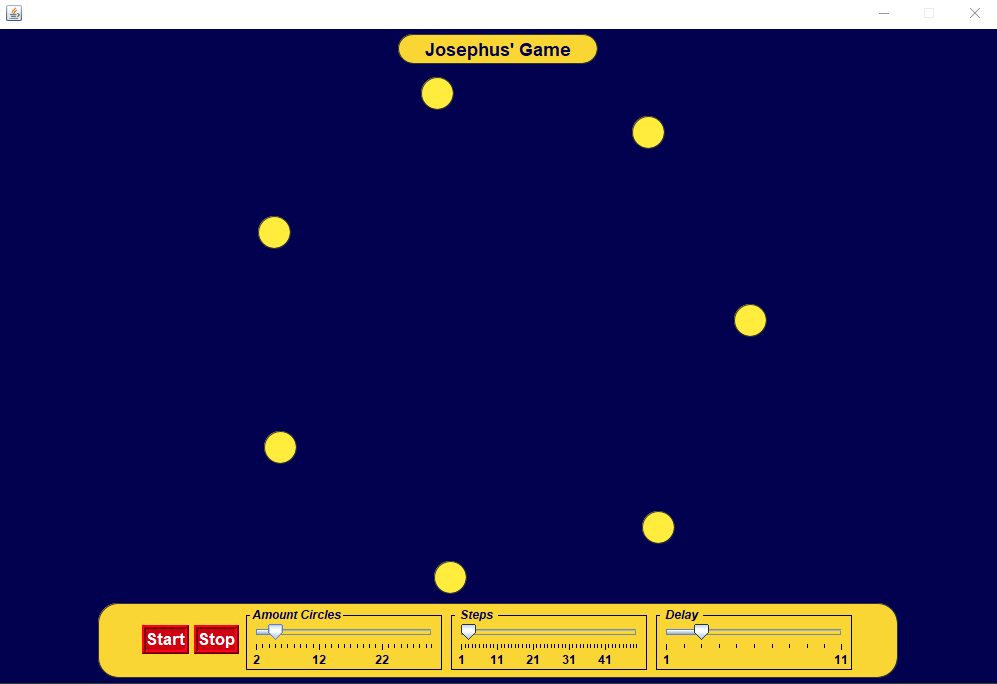 Josephus' Game
Amount Circles
Steps
Delay
Start
Stop
2 12 22
1 11 21 31 41
1 11